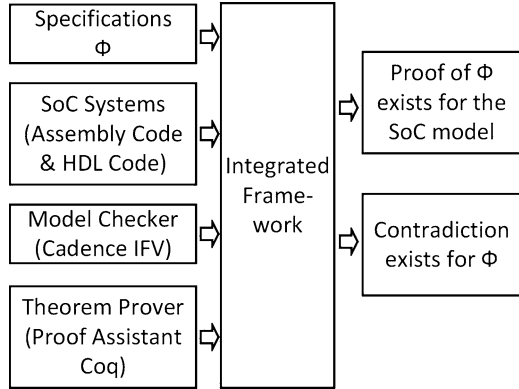 Specifications
Φ
SoC Systems
(Assembly Code
& HDL Code)
Model Checker
(Cadence IFV)
Theorem Prover
(Proof Assistant
Coq)
Integrated
Frame-
work
Proof of Φ
exists for the
SoC model
Contradiction
exists for Φ